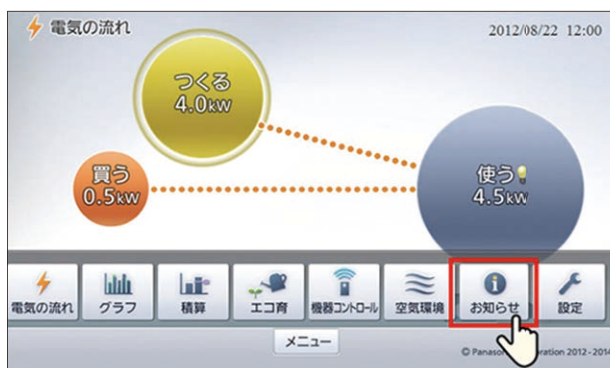 電気の流れ
2012/08/22 12:00
つくる
4.0kW
買う
0.5kW
使う
4.5kW
電気の流れ
グラフ
積算
エコ育
機器コントロール
空気環境
お知らせ
設定
メニュー
© Panaso ration 2012-2014